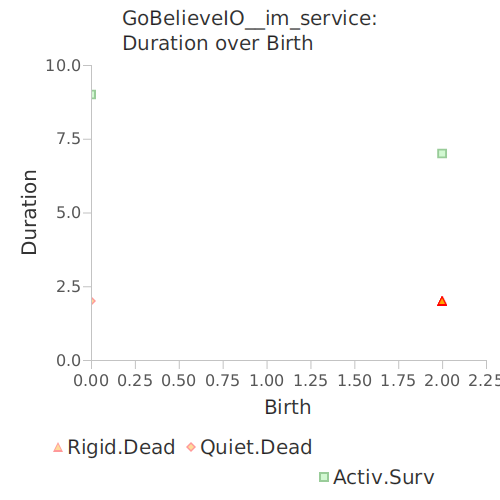 GoBelieveIO__im_service:
Duration over Birth
10.0
7.5
5.0
2.5
0.0
Duration
0.00 0.25 0.50 0.75 1.00 1.25 1.50 1.75 2.00 2.25
Birth
Rigid.Dead Quiet.Dead
Activ.Surv